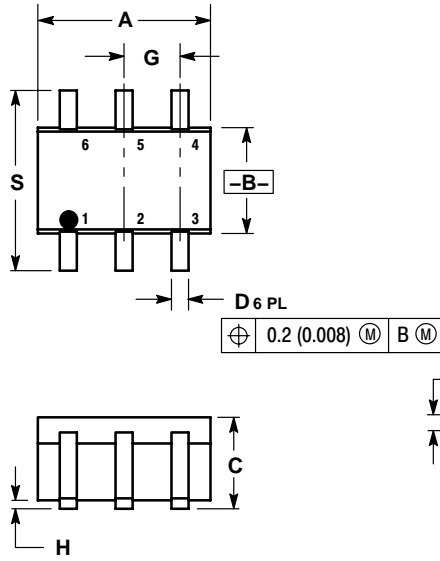 A
G
6 5 4
S
–B–
1 2 3
D 6 PL
⌖ 0.2 (0.008) Ⓜ B Ⓜ
C
H